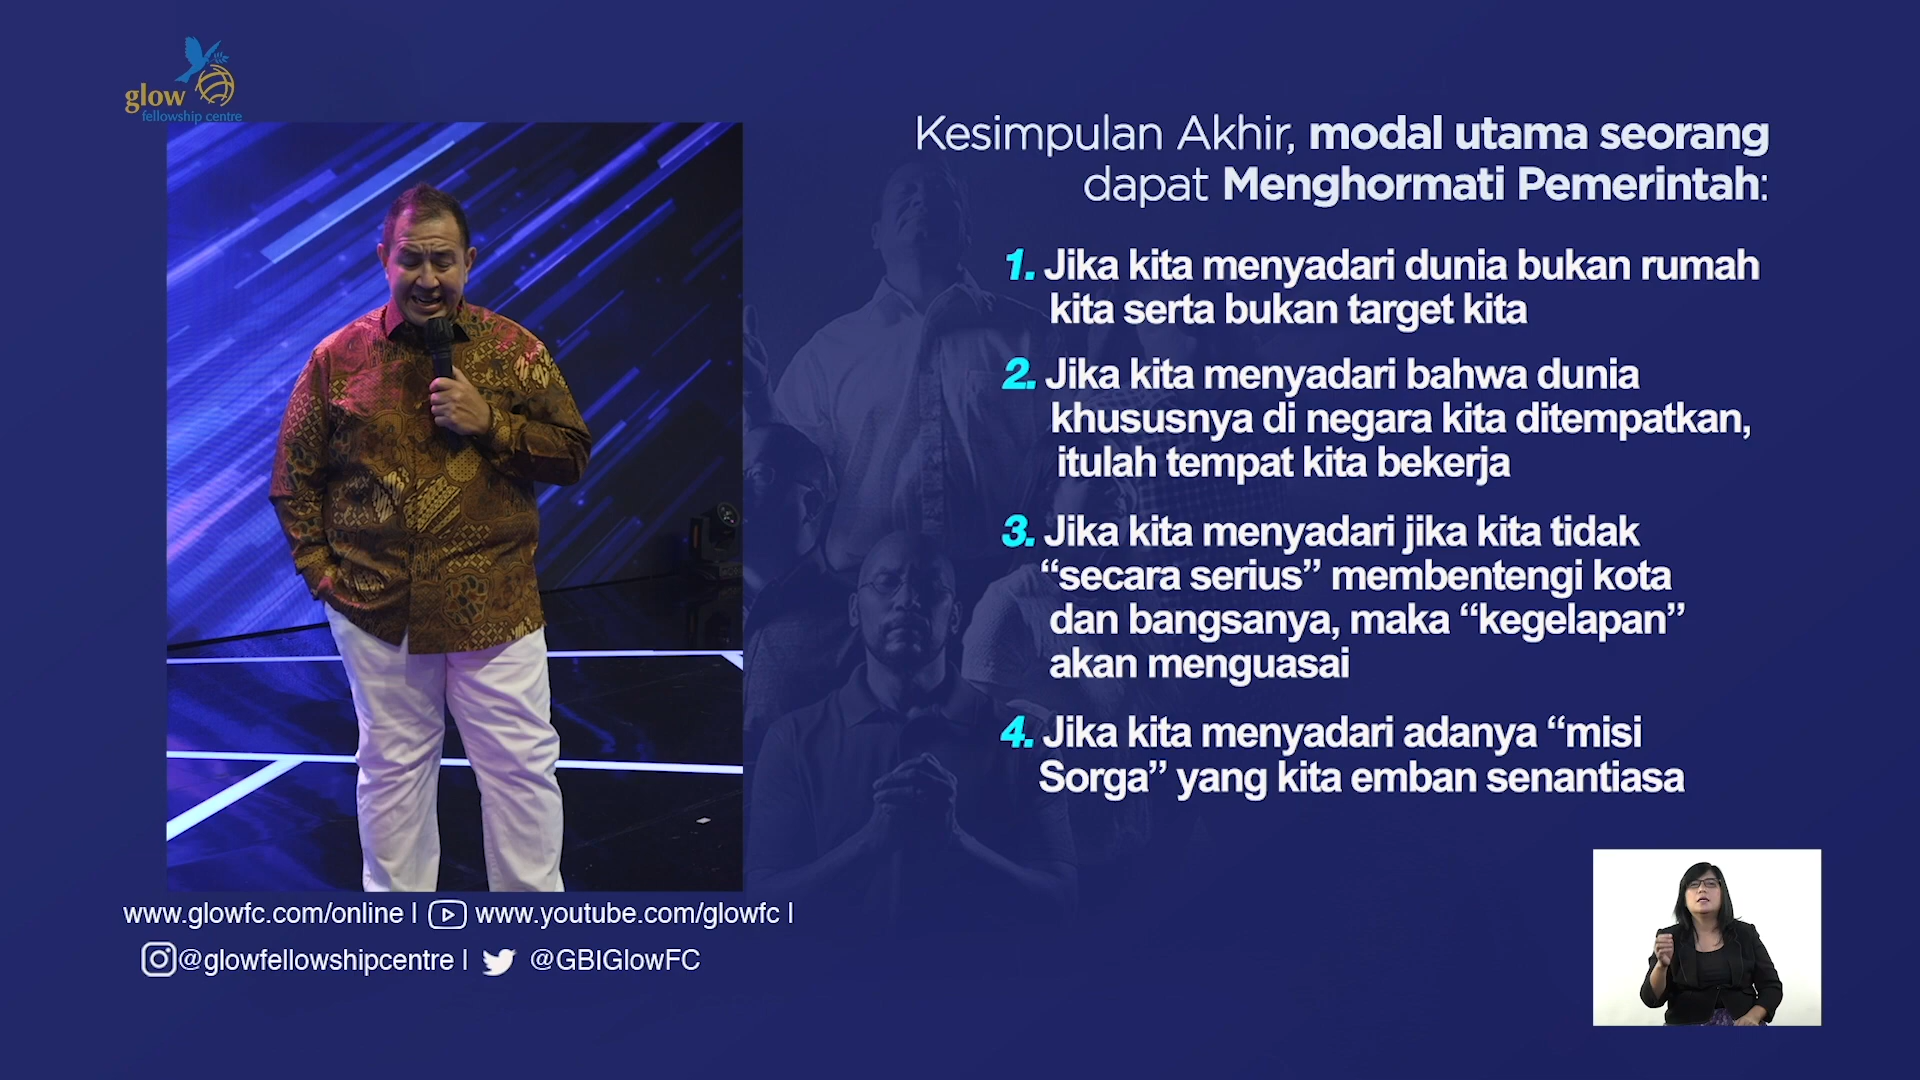 glow
fellowship centre
Kesimpulan Akhir, modal utama seorang
dapat Menghormati Pemerintah:
1. Jika kita menyadari dunia bukan rumah
kita serta bukan target kita
2. Jika kita menyadari bahwa dunia
khususnya di negara kita ditempatkan,
itulah tempat kita bekerja
3. Jika kita menyadari jika kita tidak
“secara serius” membentengi kota
dan bangsanya, maka “kegelapan”
akan menguasai
4. Jika kita menyadari adanya “misi
Sorga” yang kita emban senantiasa
www.glowfc.com/online | www.youtube.com/glowfc |
@glowfellowshipcentre | @GBIGlowFC